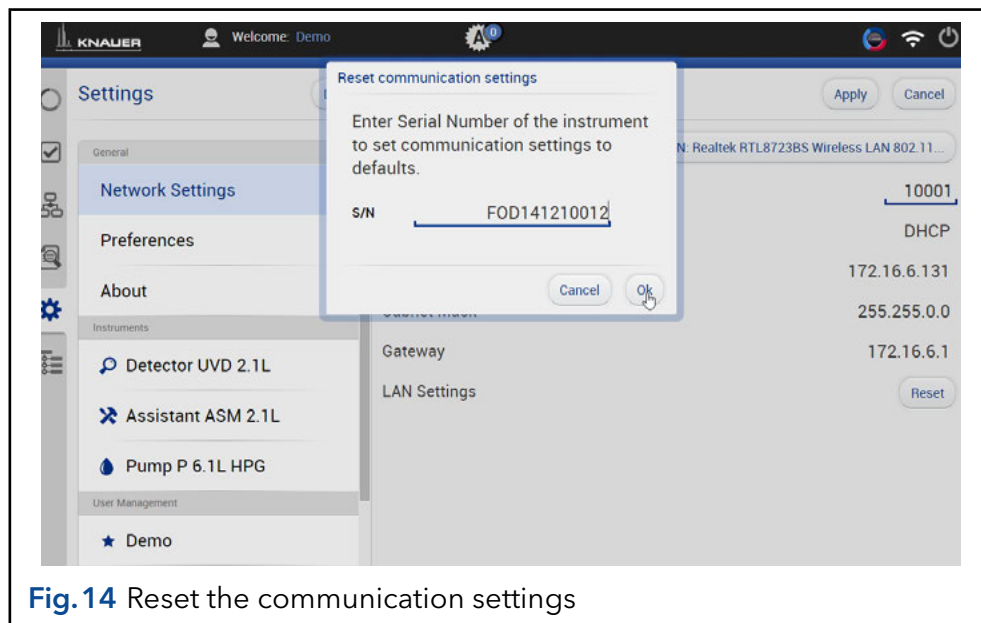 KNAUER
Welcome: Demo
A 0
Settings
Apply
Cancel
Reset communication settings
Enter Serial Number of the instrument
to set communication settings to
defaults.
S/N FOD141210012
Cancel
Ok
General
Network Settings
Preferences
About
Instruments
Detector UVD 2.1L
Assistant ASM 2.1L
Pump P 6.1L HPG
User Management
Demo
N: Realtek RTL8723BS Wireless LAN 802.11...
10001
DHCP
172.16.6.131
Subnet Mask 255.255.0.0
Gateway 172.16.6.1
LAN Settings Reset
Fig.14 Reset the communication settings